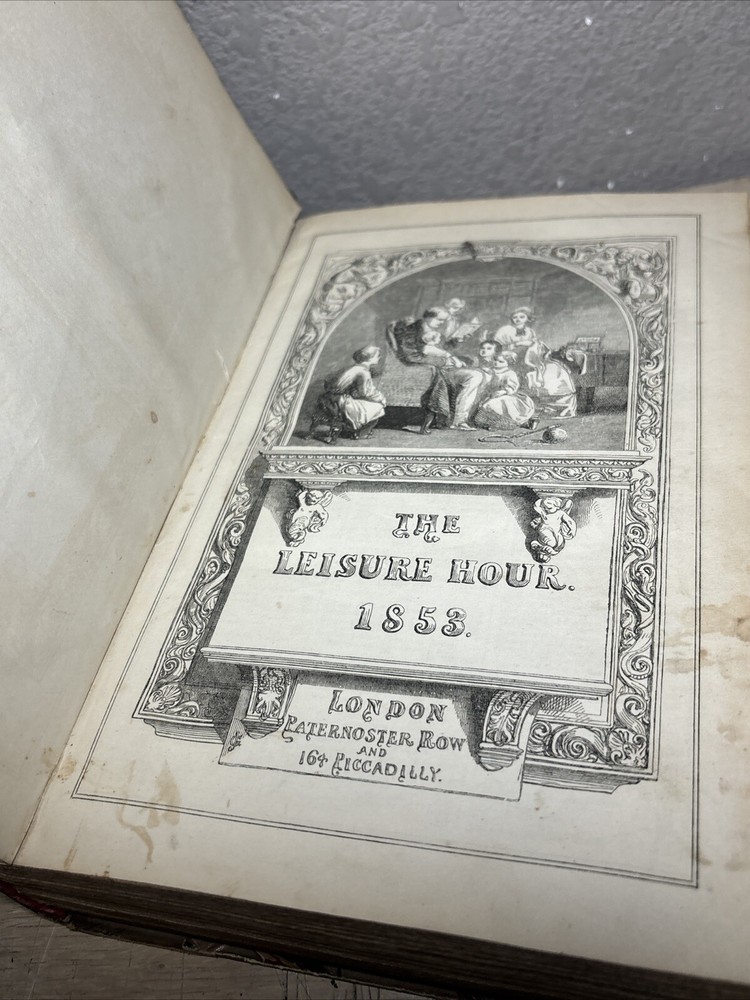 THE
LEISURE HOUR.
1853.
LONDON
PATERNOSTER ROW
AND
164 PICCADILLY.